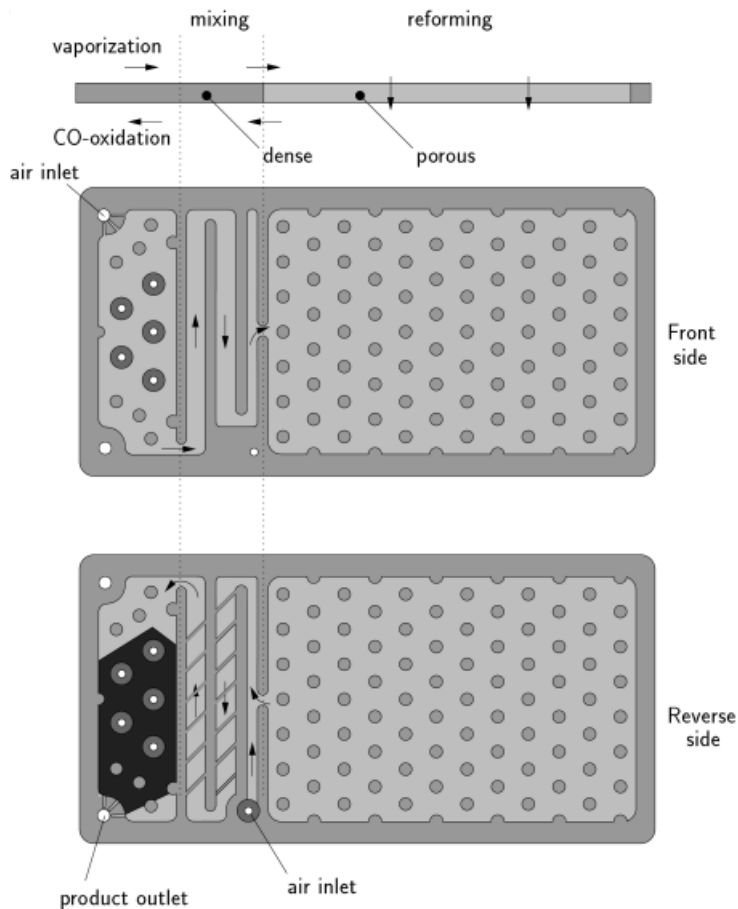 mixing
reforming
vaporization
CO-oxidation
dense
porous
air inlet
Front
side
Reverse
side
air inlet
product outlet